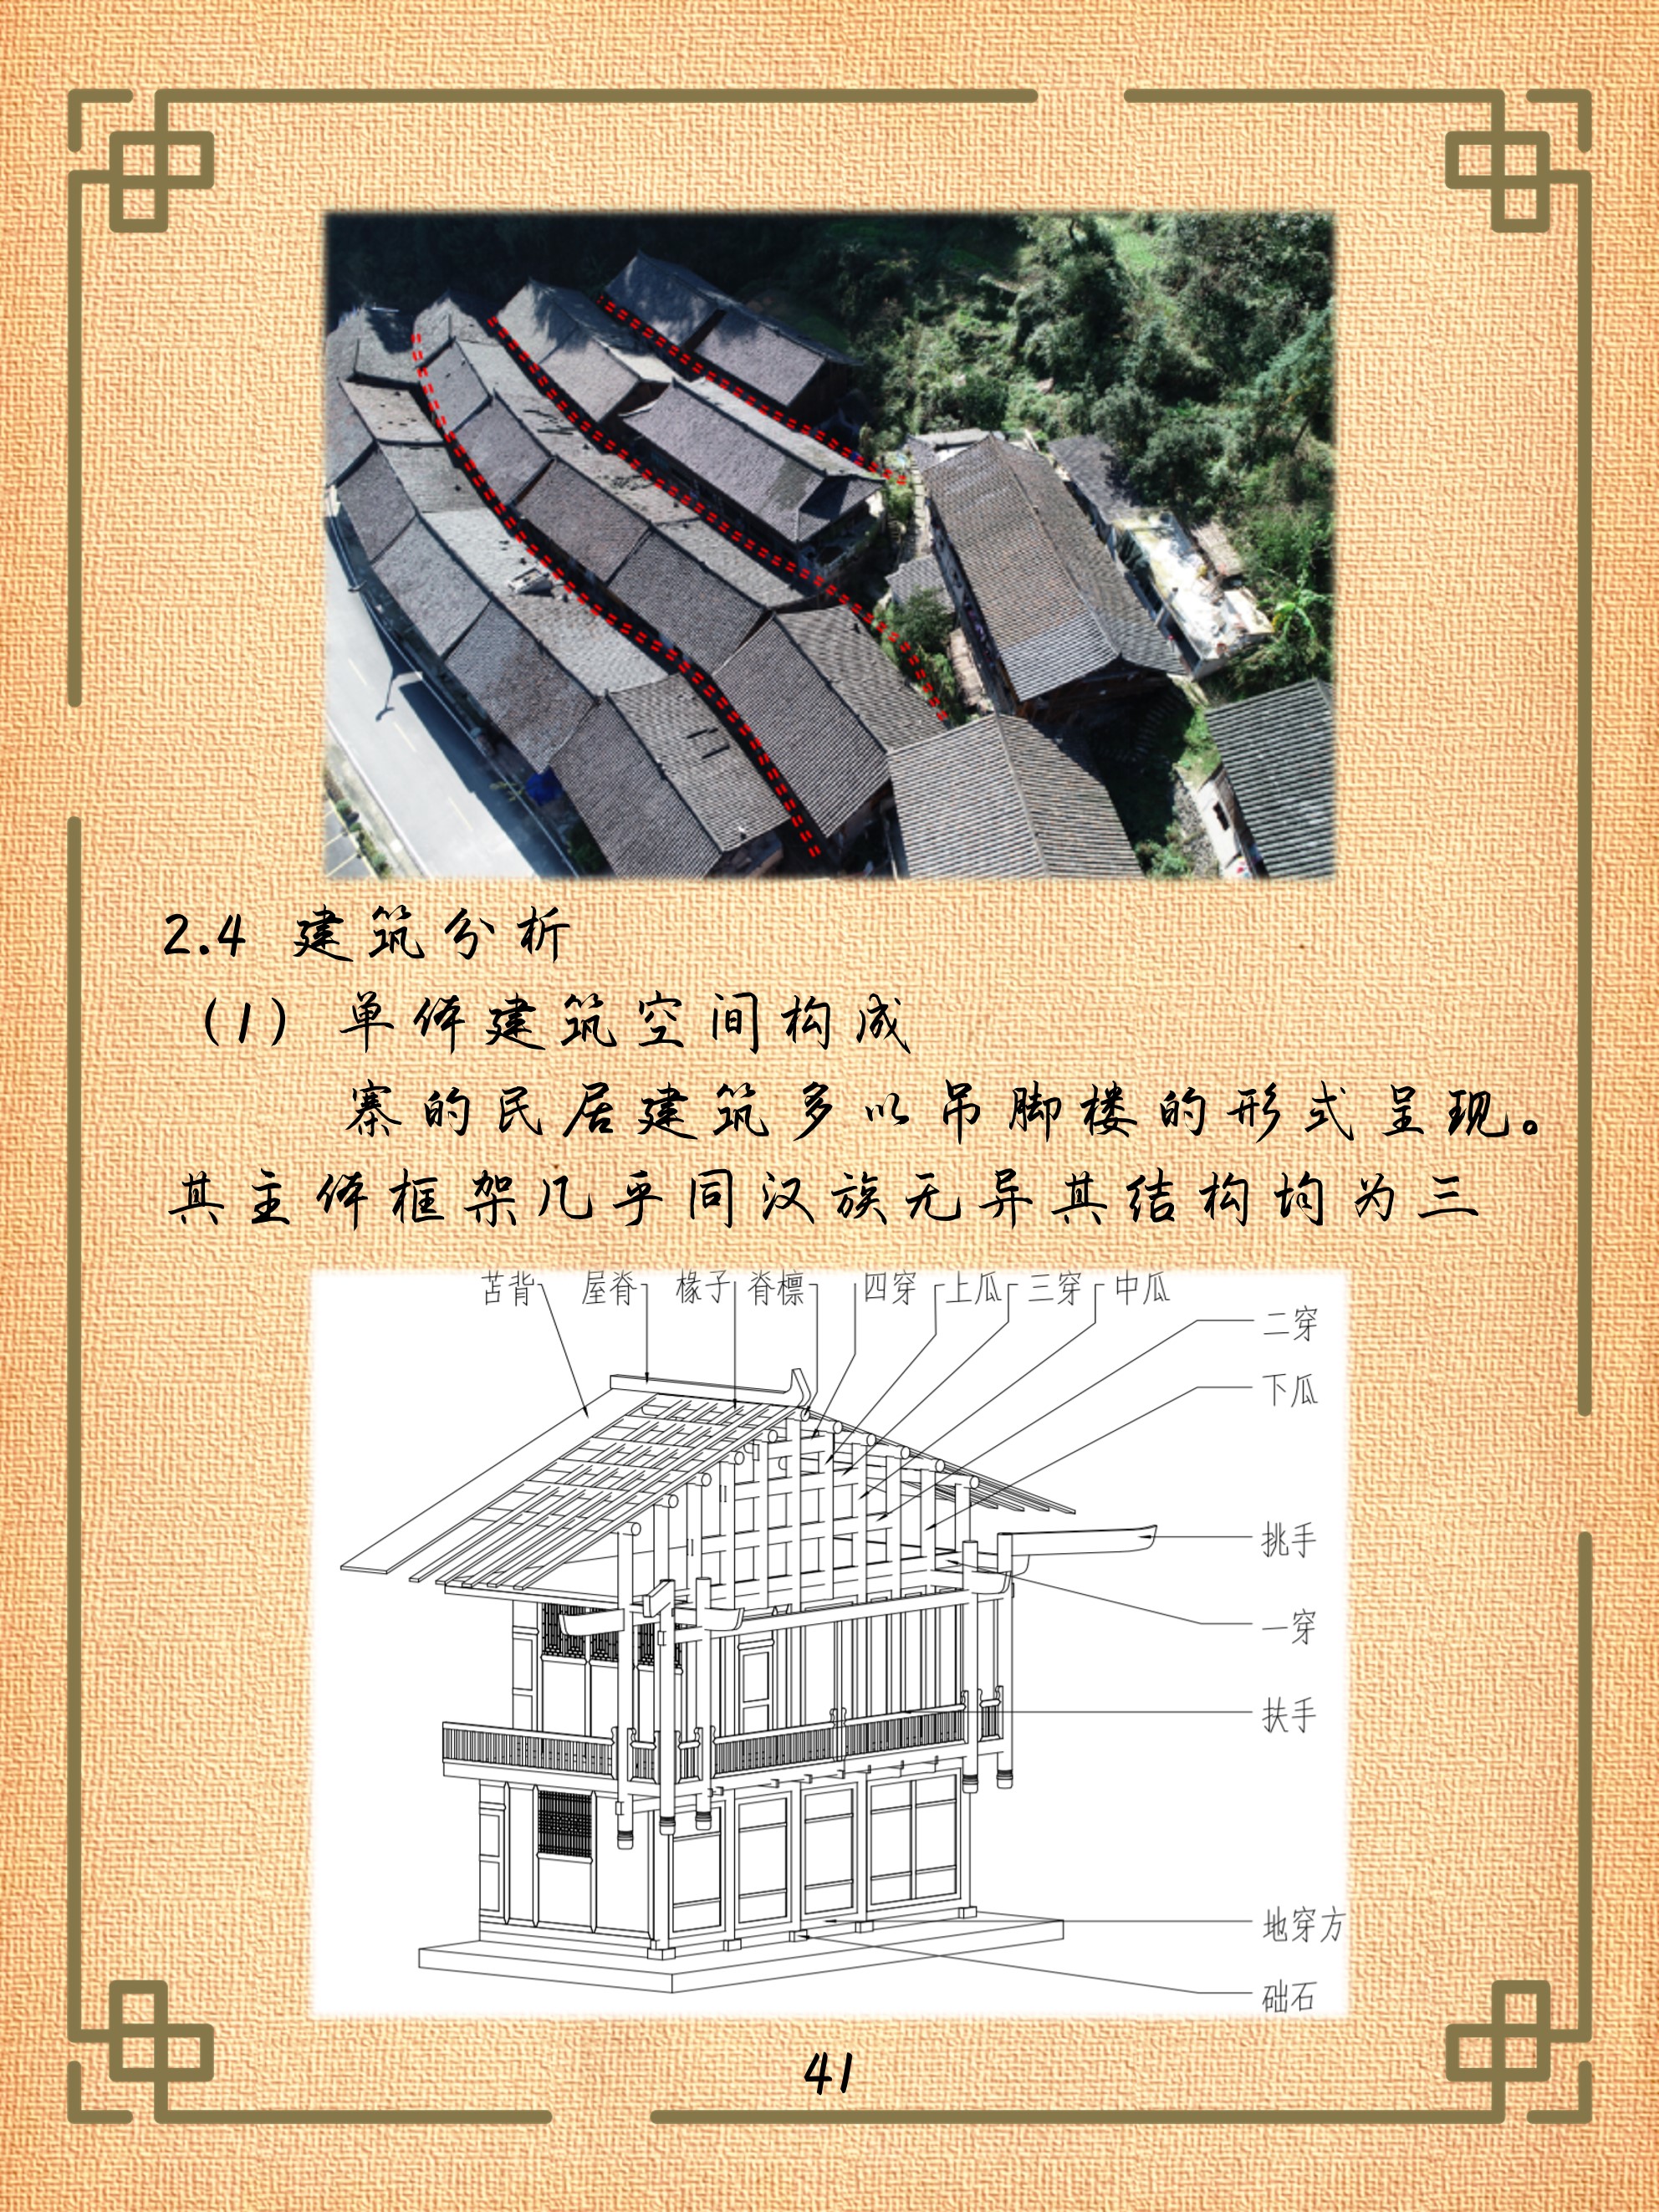 2.4 建筑分析
(1) 单体建筑空间构成
寨的民居建筑多以吊脚楼的形式呈现。
其主体框架几乎同汉族无异其结构均为三
苫背 屋脊 椽子 脊檩 四穿 上瓜 三穿 中瓜
二穿
下瓜
挑手
一穿
扶手
地穿方
础石
41